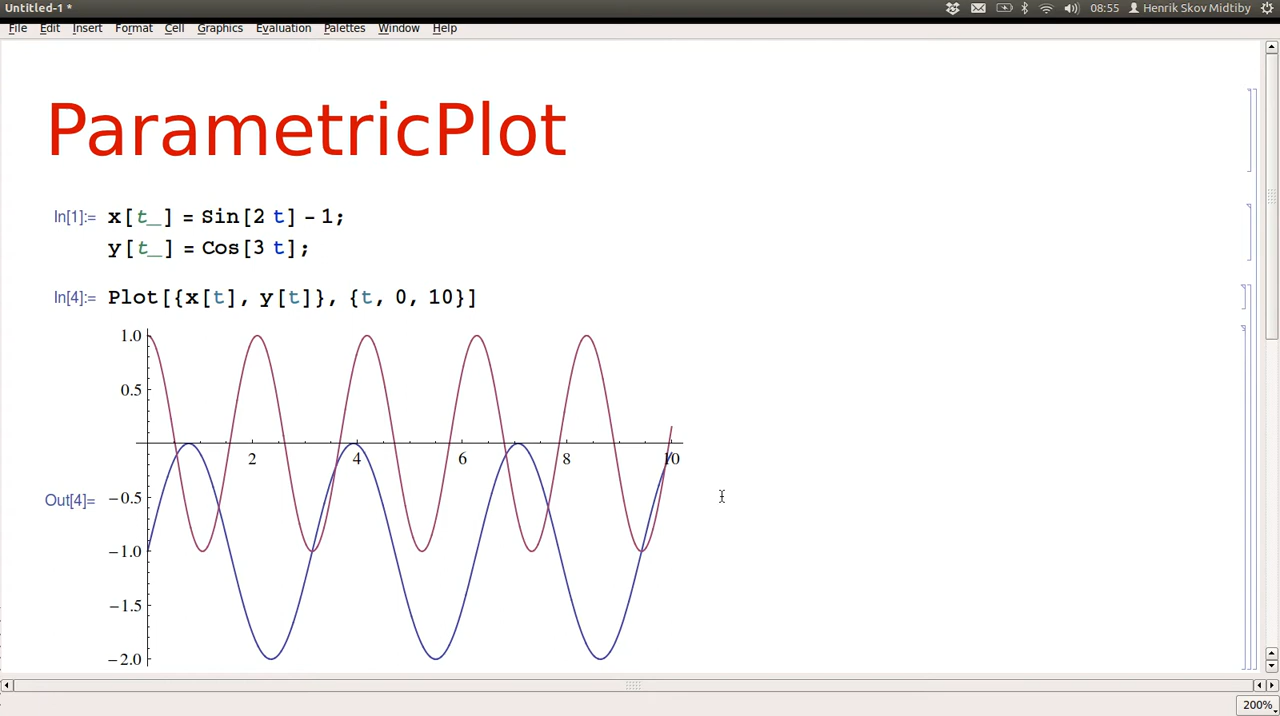 Untitled-1 * 08:55 Henrik Skov Midtiby
File Edit Insert Format Cell Graphics Evaluation Palettes Window Help
ParametricPlot
In[1]:= x[t_] = Sin[2 t] - 1;
y[t_] = Cos[3 t];
In[4]:= Plot[{x[t], y[t]}, {t, 0, 10}]
1.0
0.5
2 4 6 8 10
Out[4]= -0.5
-1.0
-1.5
-2.0
200%